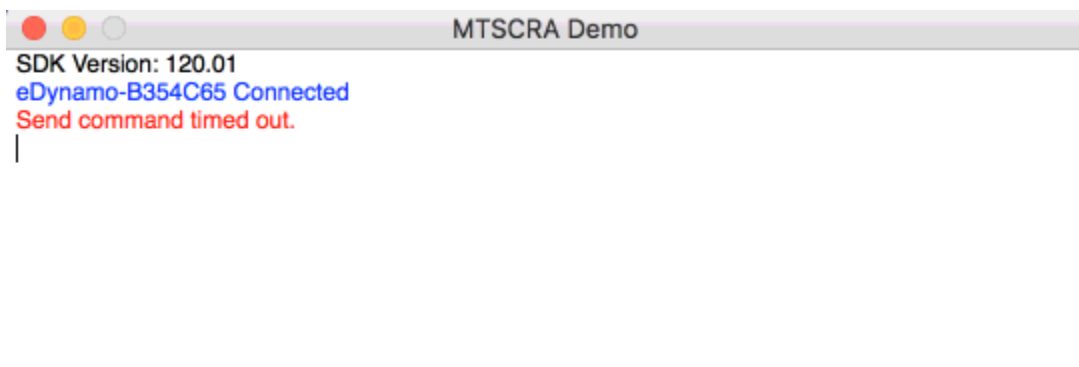 MTSCRA Demo
SDK Version: 120.01
eDynamo-B354C65 Connected
Send command timed out.